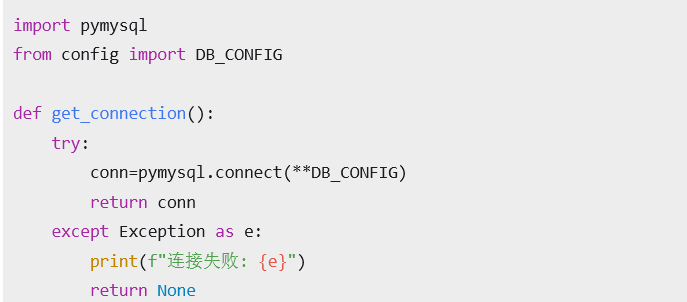 import pymysql
from config import DB_CONFIG

def get_connection():
    try:
        conn=pymysql.connect(**DB_CONFIG)
        return conn
    except Exception as e:
        print(f"连接失败: {e}")
        return None